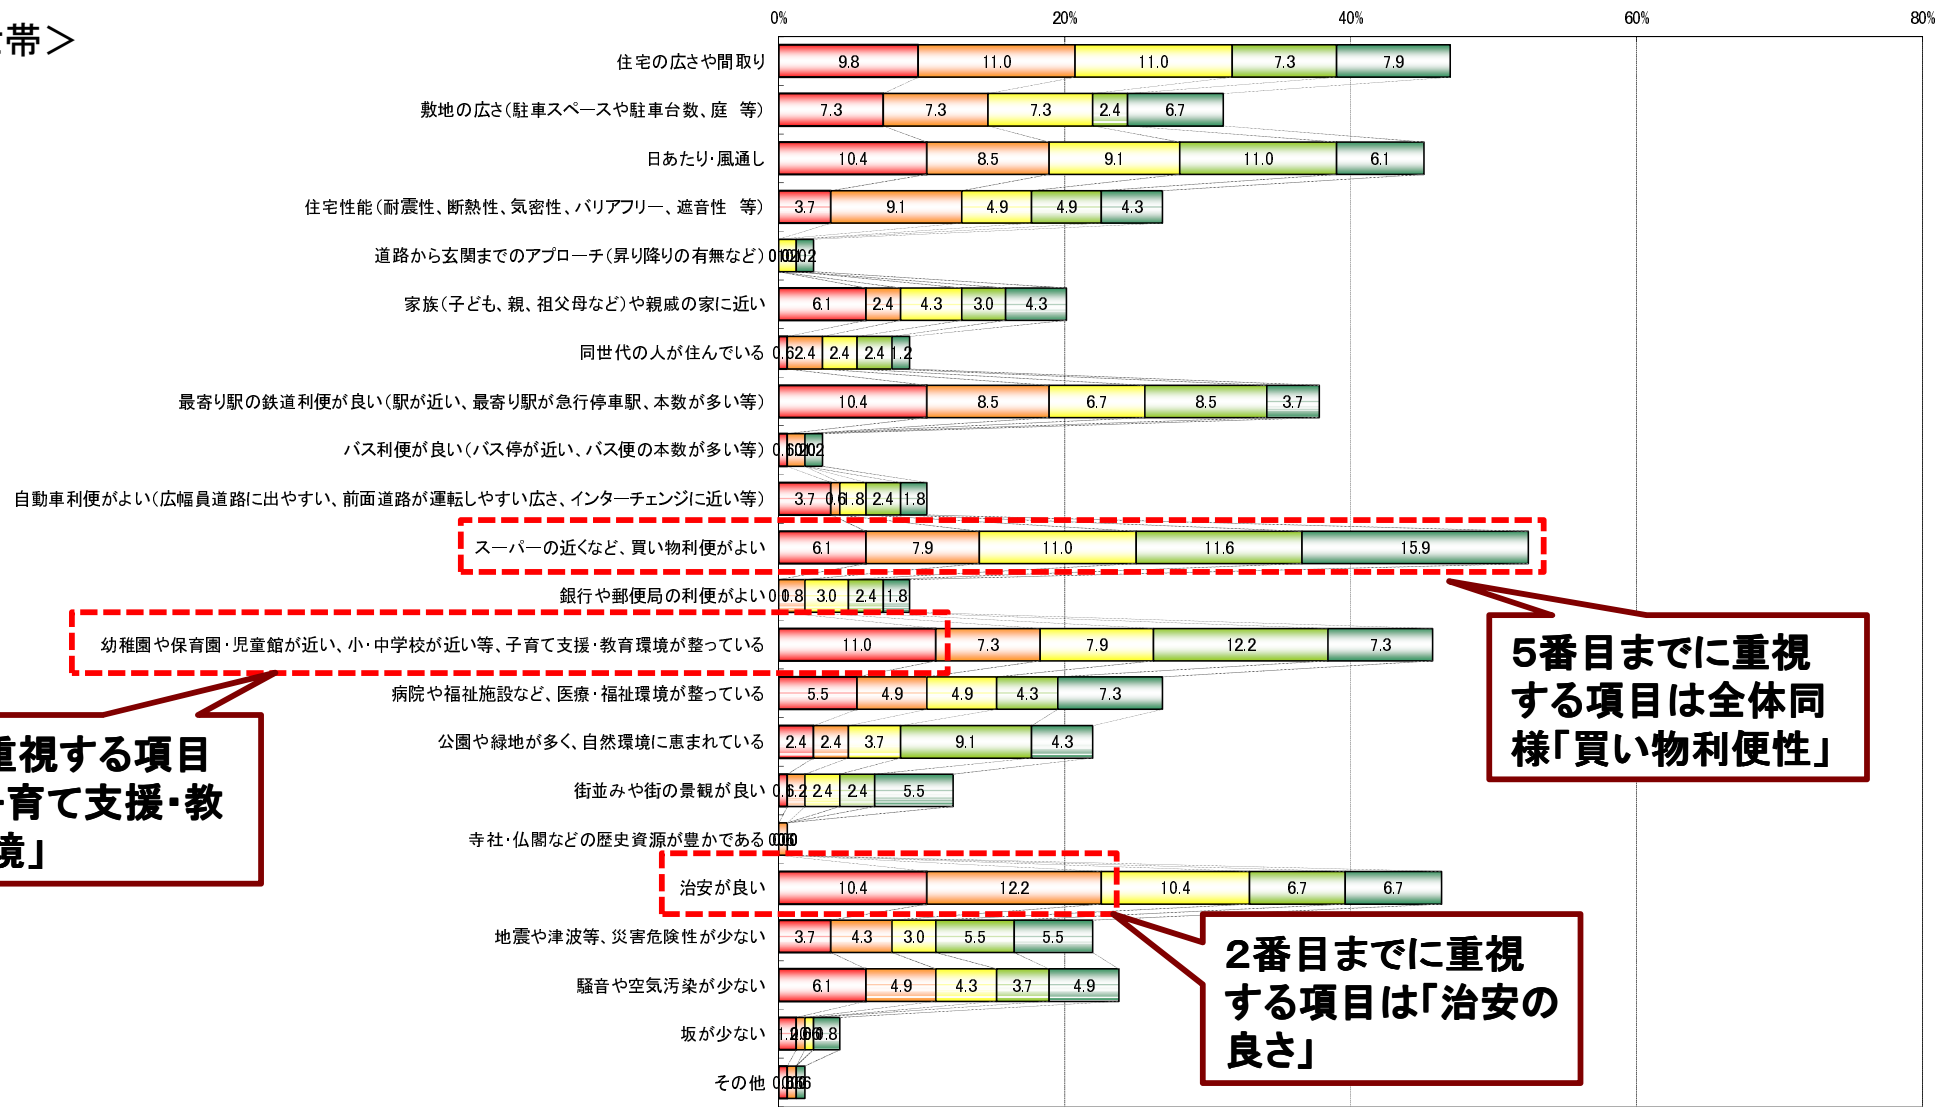 0% 20% 40% 60% 80%
帯＞
住宅の広さや間取り 9.8 11.0 11.0 7.3 7.9
敷地の広さ（駐車スペースや駐車台数、庭 等） 7.3 7.3 7.3 2.4 6.7
日あたり・風通し 10.4 8.5 9.1 11.0 6.1
住宅性能（耐震性、断熱性、気密性、バリアフリー、遮音性 等） 3.7 9.1 4.9 4.9 4.3
道路から玄関までのアプローチ（昇り降りの有無など）
家族（子ども、親、祖父母など）や親戚の家に近い 6.1 2.4 4.3 3.0 4.3
同世代の人が住んでいる 0.6 2.4 2.4 2.4 1.2
最寄り駅の鉄道利便が良い（駅が近い、最寄り駅が急行停車駅、本数が多い等） 10.4 8.5 6.7 8.5 3.7
バス利便が良い（バス停が近い、バス便の本数が多い等）
自動車利便がよい（広幅員道路に出やすい、前面道路が運転しやすい広さ、インターチェンジに近い等） 3.7 0.6 1.8 2.4 1.8
スーパーの近くなど、買い物利便がよい 6.1 7.9 11.0 11.6 15.9
銀行や郵便局の利便がよい 0.0 1.8 3.0 2.4 1.8
幼稚園や保育園・児童館が近い、小・中学校が近い等、子育て支援・教育環境が整っている 11.0 7.3 7.9 12.2 7.3
病院や福祉施設など、医療・福祉環境が整っている 5.5 4.9 4.9 4.3 7.3
公園や緑地が多く、自然環境に恵まれている 2.4 2.4 3.7 9.1 4.3
街並みや街の景観が良い 0.6 1.2 2.4 2.4 5.5
寺社・仏閣などの歴史資源が豊かである
治安が良い 10.4 12.2 10.4 6.7 6.7
地震や津波等、災害危険性が少ない 3.7 4.3 3.0 5.5 5.5
騒音や空気汚染が少ない 6.1 4.9 4.3 3.7 4.9
坂が少ない
その他
5番目までに重視
する項目は全体同
様「買い物利便性」
重視する項目
育て支援・教
境」
2番目までに重視
する項目は「治安の
良さ」